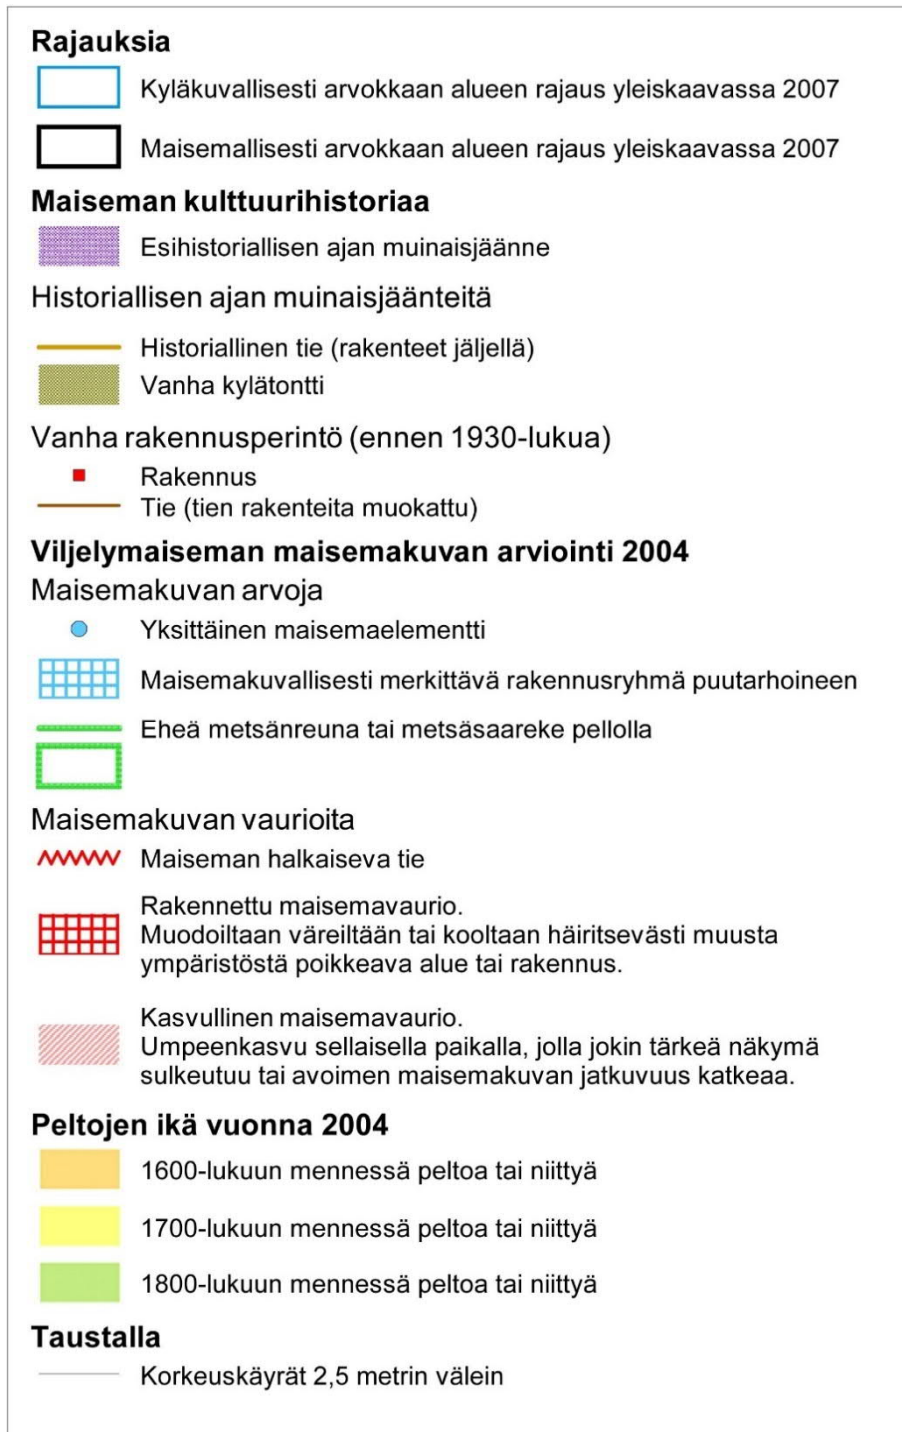 Rajauksia
Kyläkuvallisesti arvokkaan alueen rajaus yleiskaavassa 2007
Maisemallisesti arvokkaan alueen rajaus yleiskaavassa 2007
Maiseman kulttuurihistoriaa
Esihistoriallisen ajan muinaisjäänne
Historiallisen ajan muinaisjäänteitä
Historiallinen tie (rakenteet jäljellä)
Vanha kylätontti
Vanha rakennusperintö (ennen 1930-lukua)
Rakennus
Tie (tien rakenteita muokattu)
Viljelymaiseman maisemakuvan arviointi 2004
Maisemakuvan arvoja
Yksittäinen maisemaelementti
Maisemakuvallisesti merkittävä rakennusryhmä puutarhoineen
Eheä metsänreuna tai metsäsaareke pellolla
Maisemakuvan vaurioita
Maiseman halkaiseva tie
Rakennettu maisemavaurio.
Muodoiltaan väreiltään tai kooltaan häiritsevästi muusta
ympäristöstä poikkeava alue tai rakennus.
Kasvullinen maisemavaurio.
Umpeenkasvu sellaisella paikalla, jolla jokin tärkeä näkymä
sulkeutuu tai avoimen maisemakuvan jatkuvuus katkeaa.
Peltojen ikä vuonna 2004
1600-lukuun mennessä peltoa tai niittyä
1700-lukuun mennessä peltoa tai niittyä
1800-lukuun mennessä peltoa tai niittyä
Taustalla
Korkeuskäyrät 2,5 metrin välein